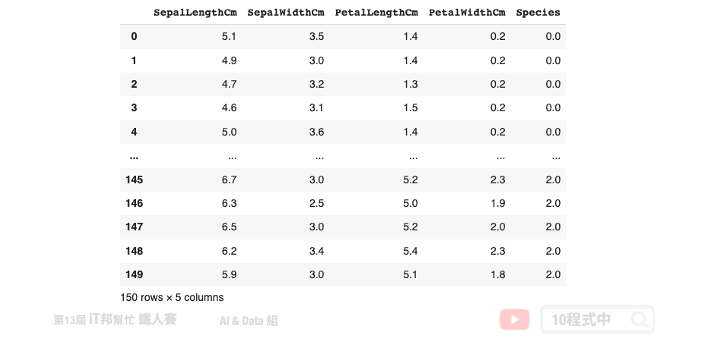 SepalLengthCm SepalWidthCm PetalLengthCm PetalWidthCm Species
0 5.1 3.5 1.4 0.2 0.0
1 4.9 3.0 1.4 0.2 0.0
2 4.7 3.2 1.3 0.2 0.0
3 4.6 3.1 1.5 0.2 0.0
4 5.0 3.6 1.4 0.2 0.0
... ... ... ... ... ...
145 6.7 3.0 5.2 2.3 2.0
146 6.3 2.5 5.0 1.9 2.0
147 6.5 3.0 5.2 2.0 2.0
148 6.2 3.4 5.4 2.3 2.0
149 5.9 3.0 5.1 1.8 2.0
150 rows × 5 columns
第13屆 iT邦幫忙 鐵人賽 AI & Data 組 10程式中